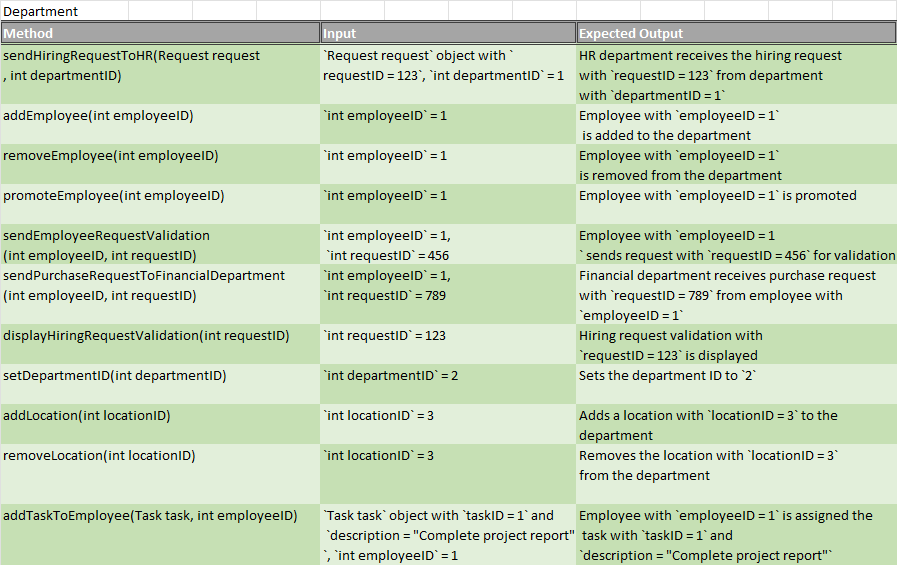 Department
Method Input Expected Output
sendHiringRequestToHR(Request request
, int departmentID)
`Request request` object with `
requestID = 123`, `int departmentID` = 1
HR department receives the hiring request
with `requestID = 123` from department
with `departmentID = 1`
addEmployee(int employeeID)
`int employeeID` = 1
Employee with `employeeID = 1`
is added to the department
removeEmployee(int employeeID)
`int employeeID` = 1
Employee with `employeeID = 1`
is removed from the department
promoteEmployee(int employeeID)
`int employeeID` = 1
Employee with `employeeID = 1` is promoted
sendEmployeeRequestValidation
(int employeeID, int requestID)
`int employeeID` = 1,
`int requestID` = 456
Employee with `employeeID = 1
` sends request with `requestID = 456` for validation
sendPurchaseRequestToFinancialDepartment
(int employeeID, int requestID)
`int employeeID` = 1,
`int requestID` = 789
Financial department receives purchase request
with `requestID = 789` from employee with
`employeeID = 1`
displayHiringRequestValidation(int requestID)
`int requestID` = 123
Hiring request validation with
`requestID = 123` is displayed
setDepartmentID(int departmentID)
`int departmentID` = 2
Sets the department ID to `2`
addLocation(int locationID)
`int locationID` = 3
Adds a location with `locationID = 3` to the
department
removeLocation(int locationID)
`int locationID` = 3
Removes the location with `locationID = 3`
from the department
addTaskToEmployee(Task task, int employeeID)
`Task task` object with `taskID = 1` and
`description = "Complete project report"
`, `int employeeID` = 1
Employee with `employeeID = 1` is assigned the
task with `taskID = 1` and
`description = "Complete project report"`